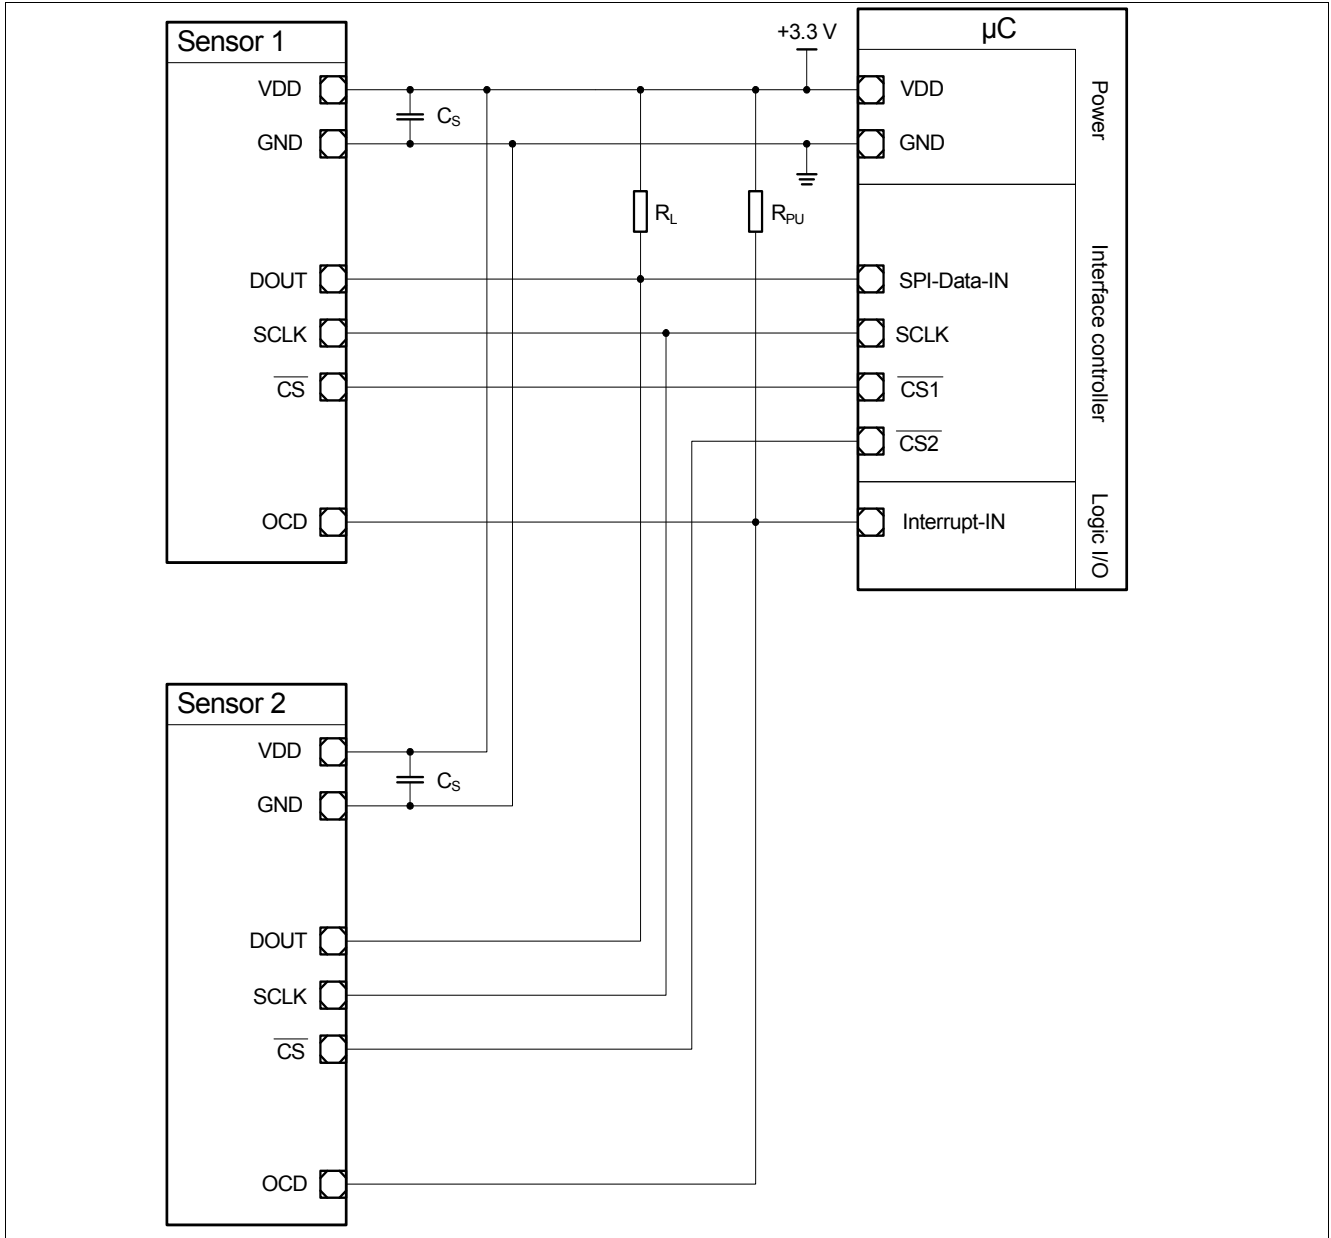 Sensor 1
VDD
GND
DOUT
SCLK
CS
OCD
C_S
R_L
R_PU
+3.3 V
µC
VDD
GND
Power
SPI-Data-IN
SCLK
CS1
CS2
Interface controller
Interrupt-IN
Logic I/O
Sensor 2
VDD
GND
C_S
DOUT
SCLK
CS
OCD